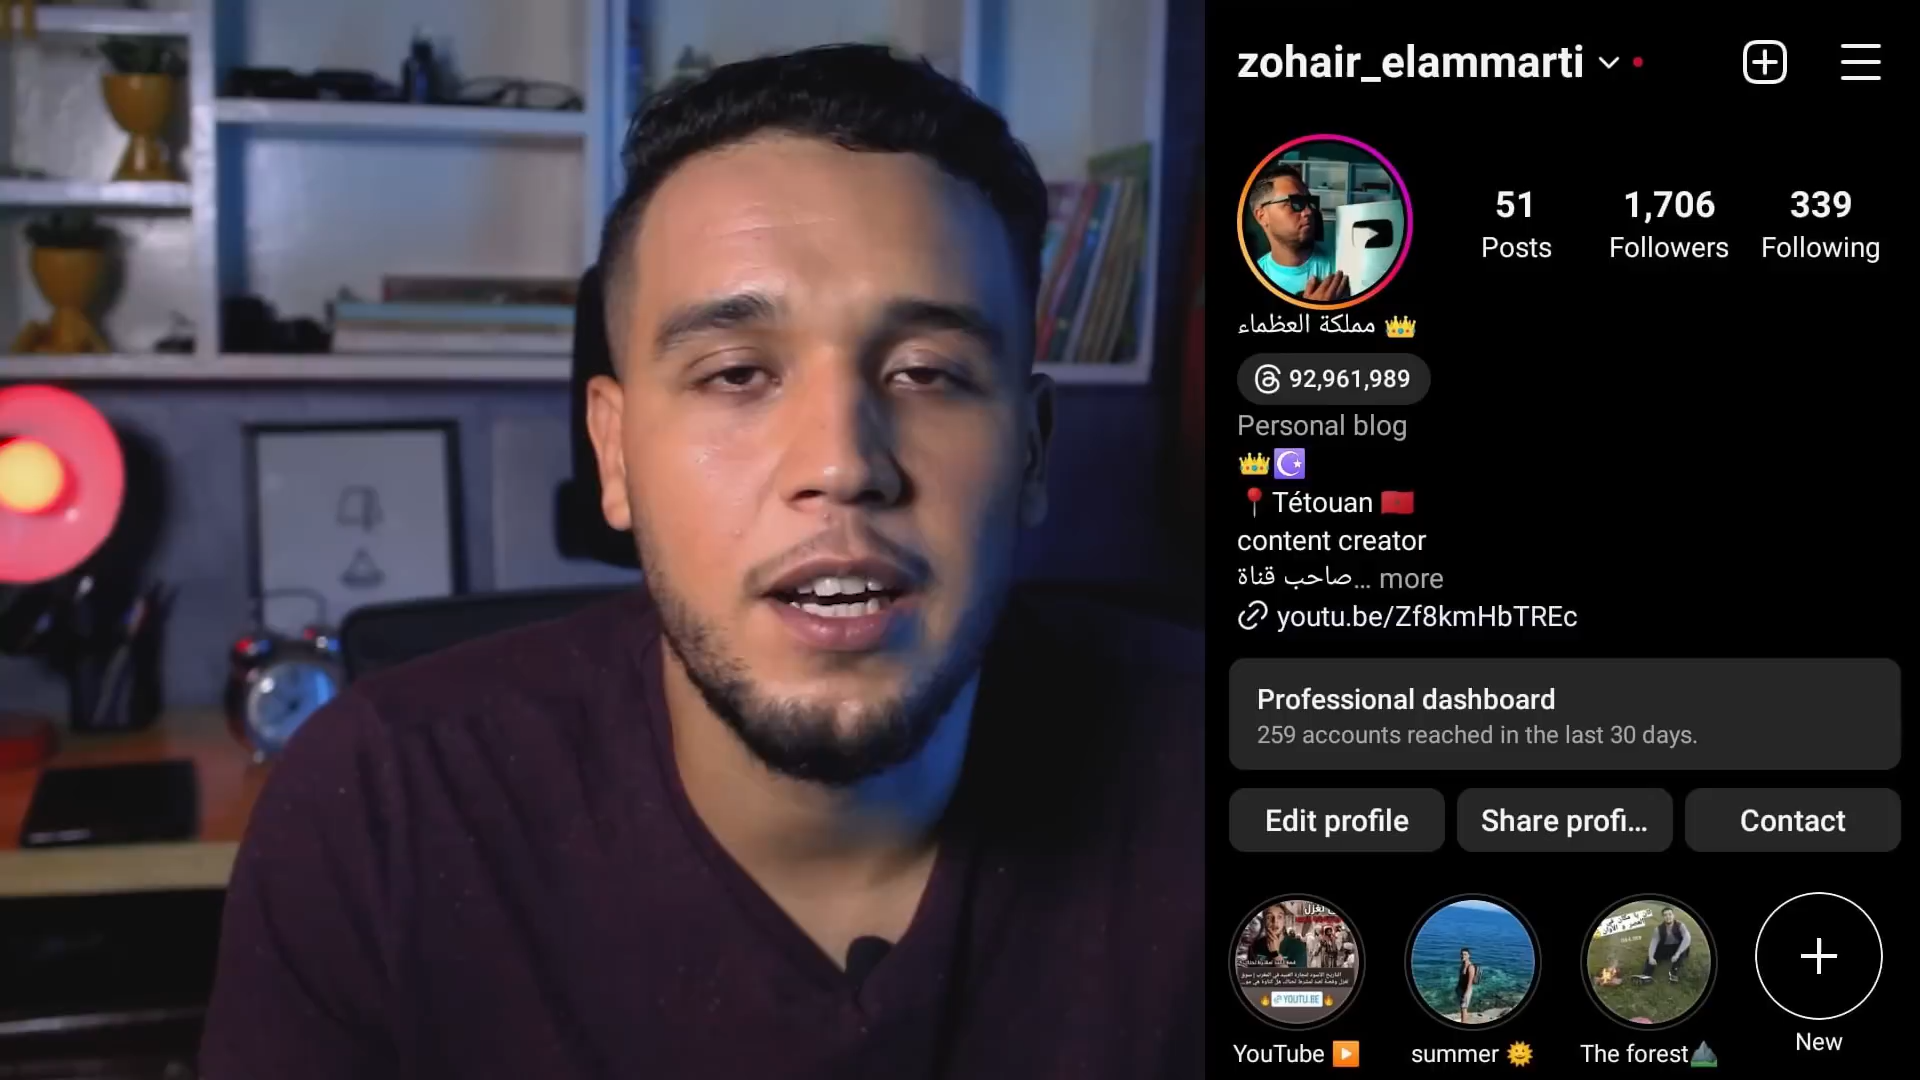 zohair_elammarti
51
Posts
1,706
Followers
339
Following
مملكة العظماء 👑
92,961,989
Personal blog
👑☪️
📍Tétouan 🇲🇦
content creator
صاحب قناة... more
youtu.be/Zf8kmHbTREc
Professional dashboard
259 accounts reached in the last 30 days.
Edit profile
Share profi...
Contact
YOUTU.BE
YouTube ▶️
summer 🌞
The forest⛰️
New